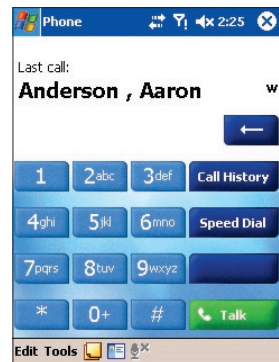 Phone 2:25
Last call:
Anderson , Aaron w
1 2abc 3def Call History
4ghi 5jkl 6mno Speed Dial
7pqrs 8tuv 9wxyz
* 0+ # Talk
Edit Tools